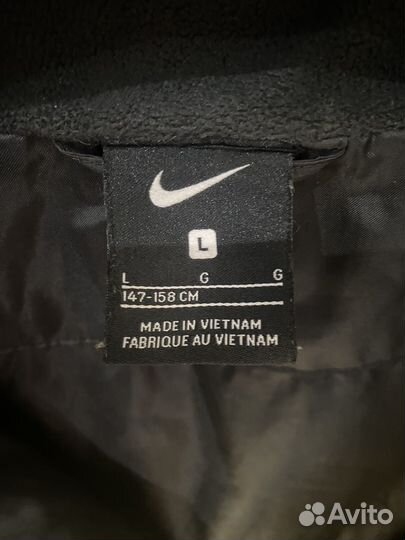 L
L G G
147-158 CM
MADE IN VIETNAM
FABRIQUE AU VIETNAM
Avito